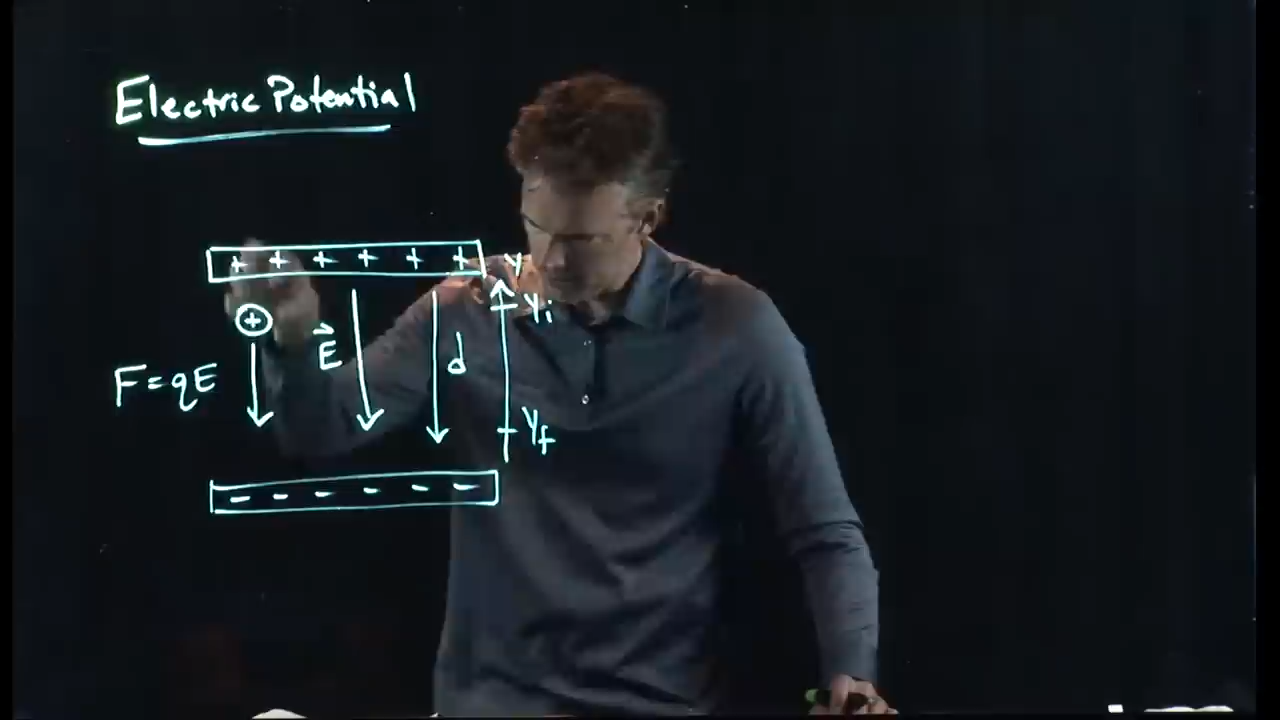 Electric Potential
+ + + + + +
y
yi
+
E
d
F=qE
yf
- - - - - -